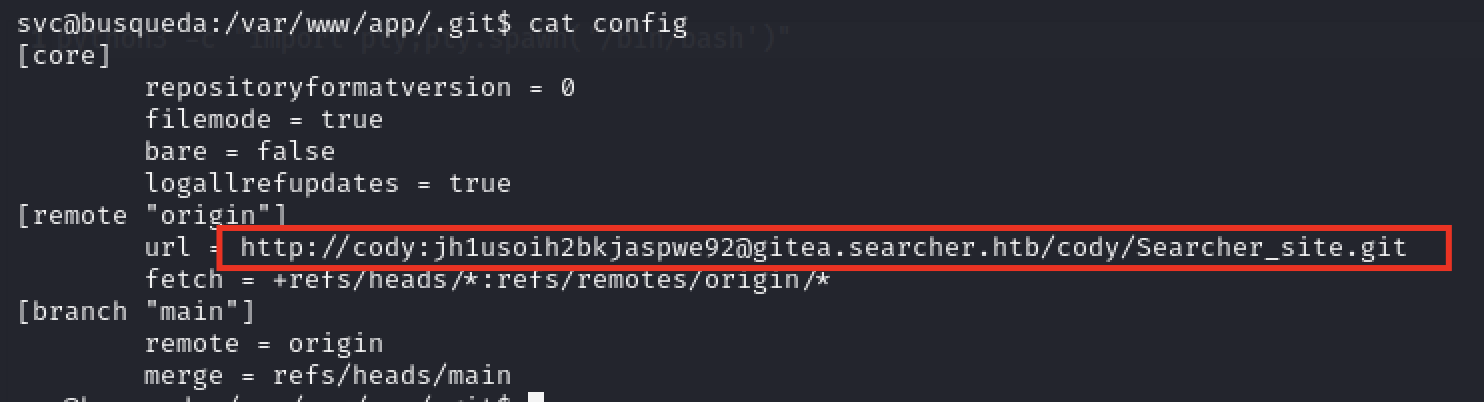 svc@busqueda:/var/www/app/.git$ cat config
[core]
repositoryformatversion = 0
filemode = true
bare = false
logallrefupdates = true
[remote "origin"]
url = http://cody:jh1usoih2bkjaspwe92@gitea.searcher.htb/cody/Searcher_site.git
fetch = +refs/heads/*:refs/remotes/origin/*
[branch "main"]
remote = origin
merge = refs/heads/main